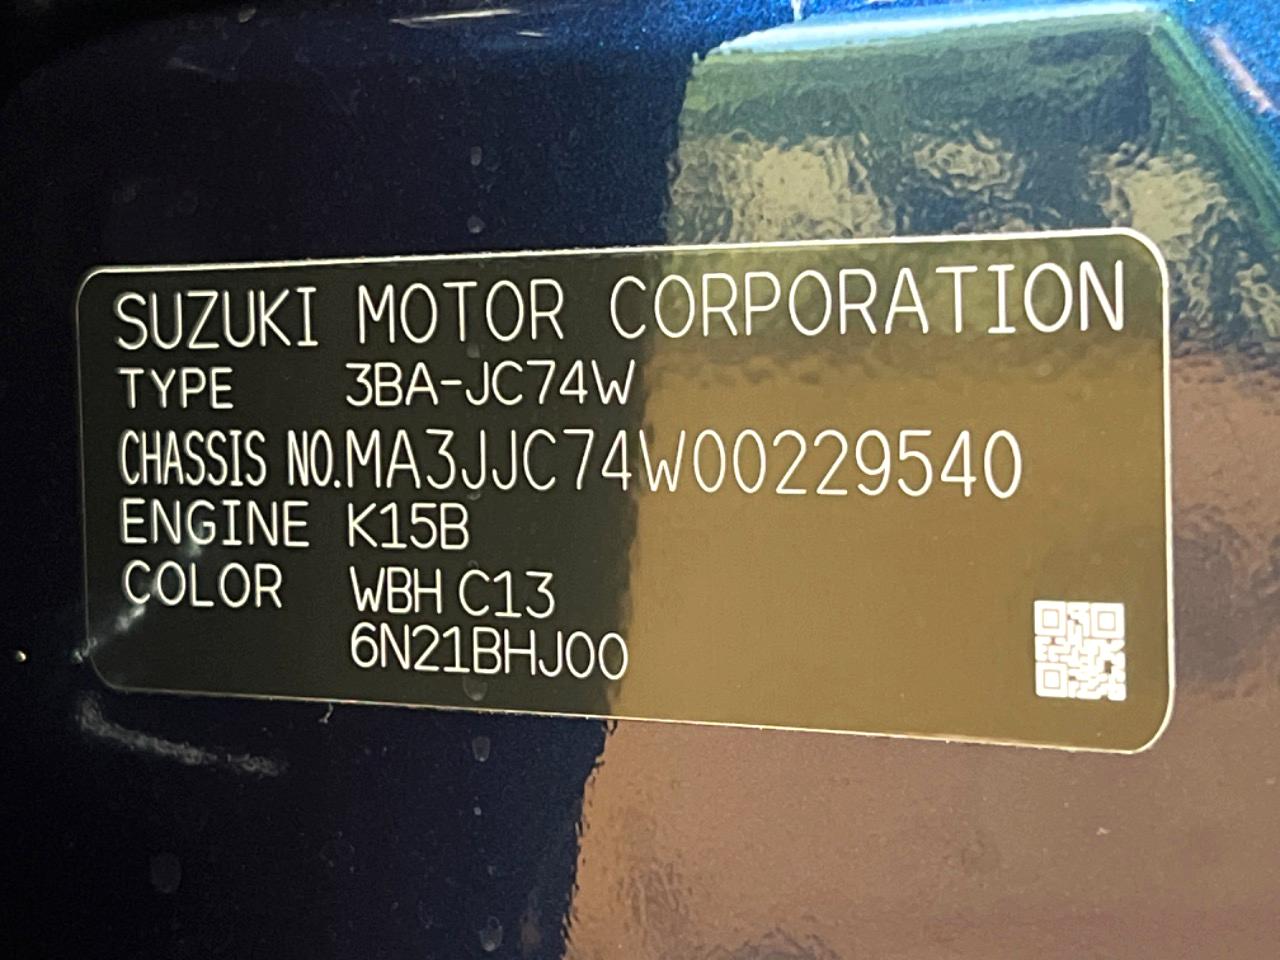 SUZUKI MOTOR CORPORATION
TYPE 3BA-JC74W
CHASSIS NO.MA3JJC74W00229540
ENGINE K15B
COLOR WBH C13
6N21BHJ00